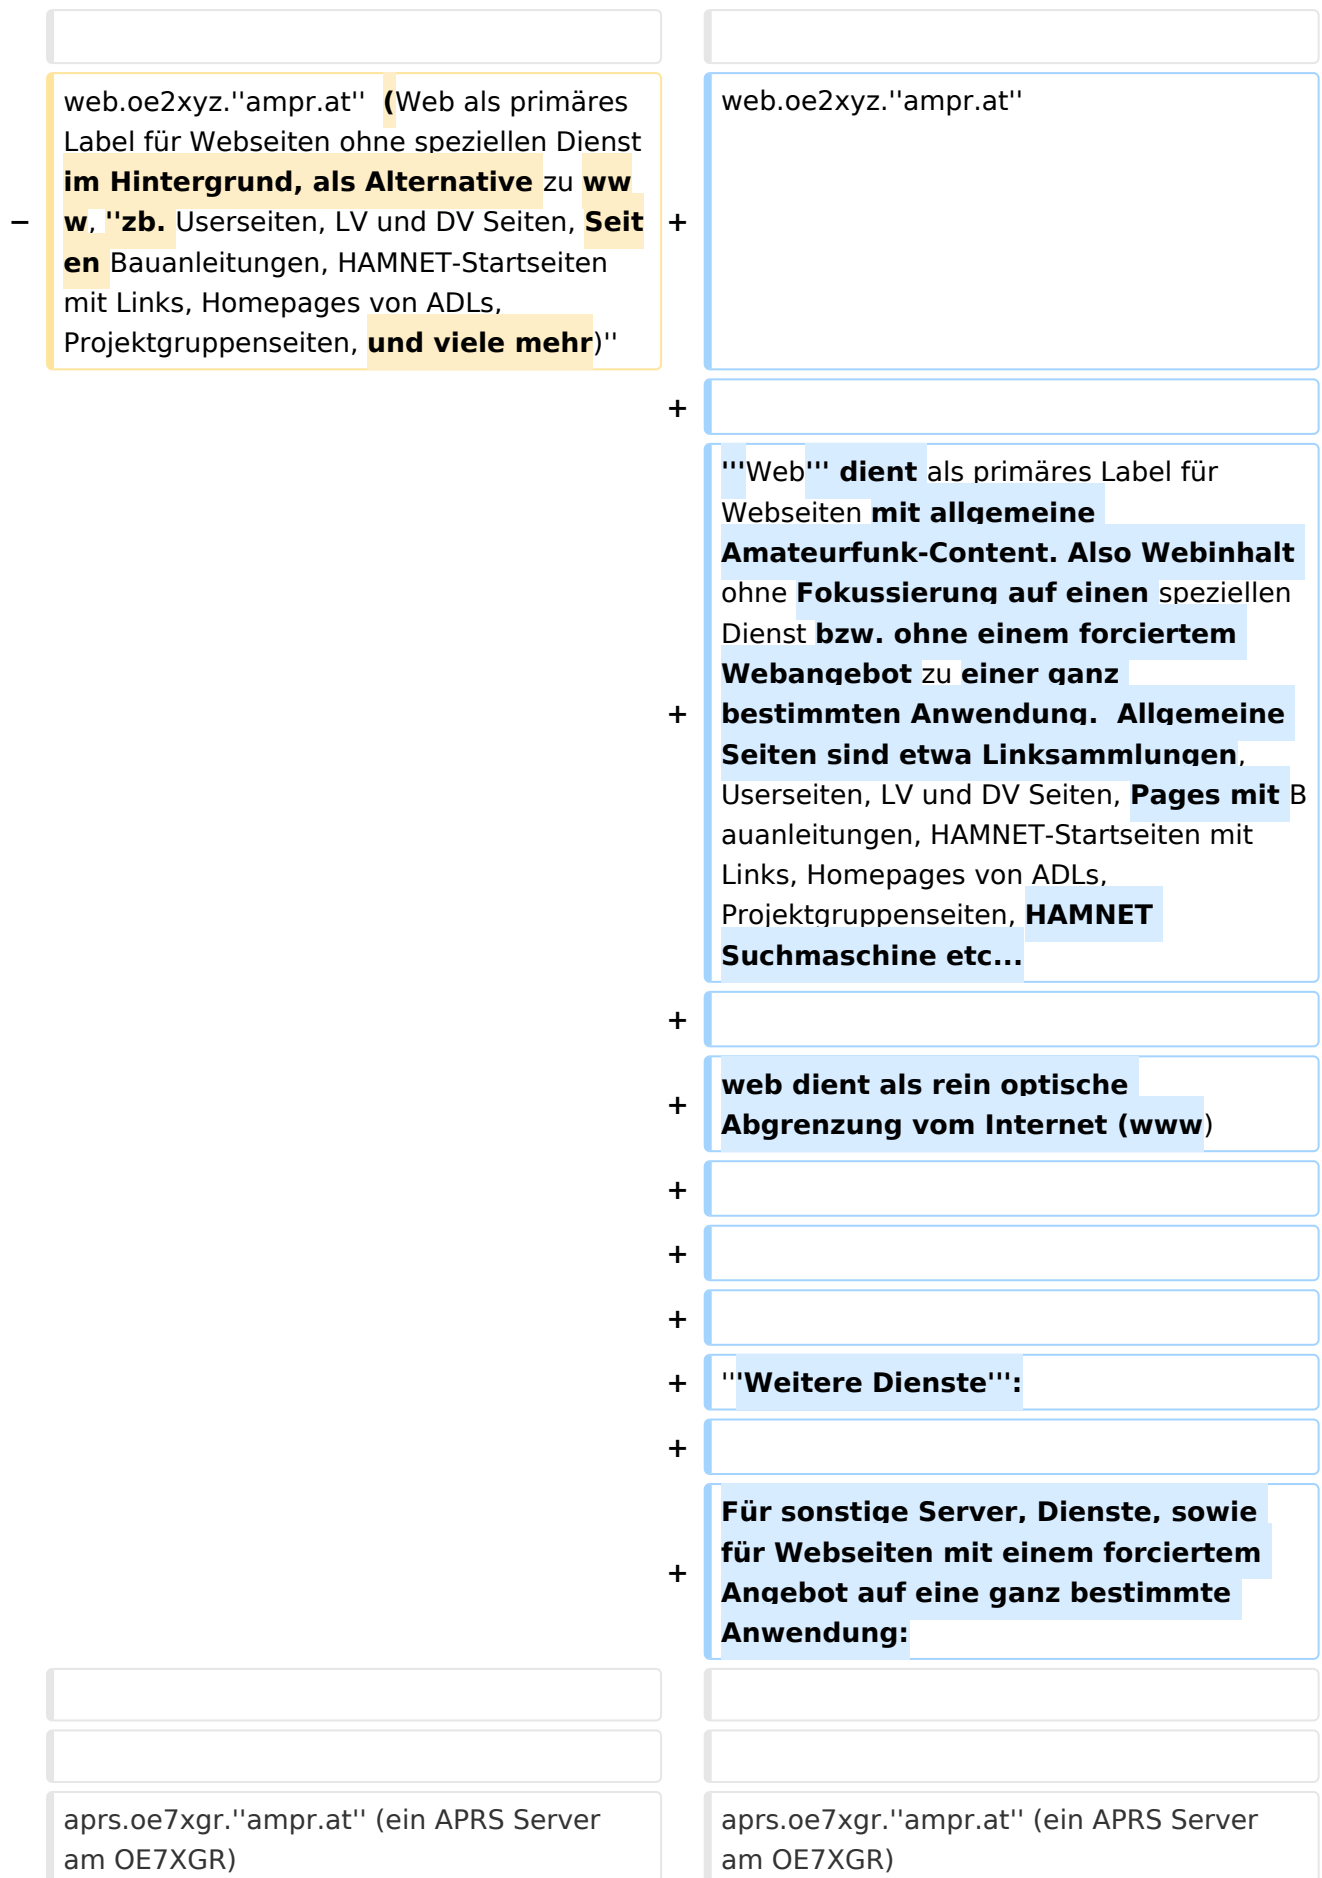 web.oe2xyz.''ampr.at''  (Web als primäres
Label für Webseiten ohne speziellen Dienst
im Hintergrund, als Alternative zu ww
w, ''zb. Userseiten, LV und DV Seiten, Seit
en Bauanleitungen, HAMNET-Startseiten
mit Links, Homepages von ADLs,
Projektgruppenseiten, und viele mehr)''
−
+
web.oe2xyz.''ampr.at''
+
+
'''Web''' dient als primäres Label für
Webseiten mit allgemeine
Amateurfunk-Content. Also Webinhalt
ohne Fokussierung auf einen speziellen
Dienst bzw. ohne einem forciertem
Webangebot zu einer ganz
bestimmten Anwendung.  Allgemeine
Seiten sind etwa Linksammlungen,
Userseiten, LV und DV Seiten, Pages mit B
auanleitungen, HAMNET-Startseiten mit
Links, Homepages von ADLs,
Projektgruppenseiten, HAMNET
Suchmaschine etc...
+
+
web dient als rein optische
Abgrenzung vom Internet (www)
+
+
+
+
'''Weitere Dienste''':
+
+
Für sonstige Server, Dienste, sowie
für Webseiten mit einem forciertem
Angebot auf eine ganz bestimmte
Anwendung:
aprs.oe7xgr.''ampr.at'' (ein APRS Server
am OE7XGR)
aprs.oe7xgr.''ampr.at'' (ein APRS Server
am OE7XGR)